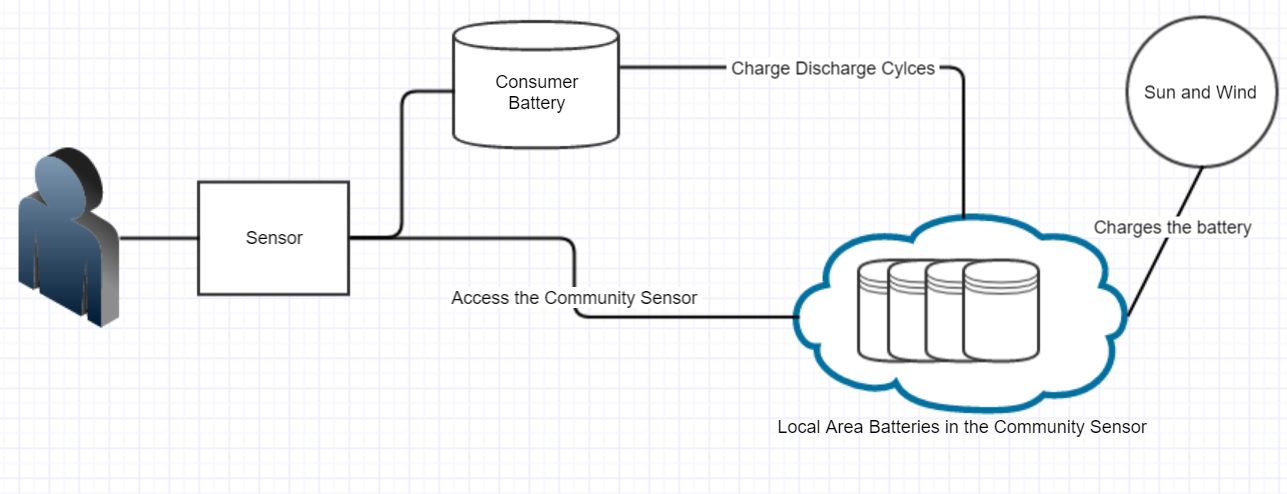 Consumer
Battery
Charge Discharge Cylces
Sun and Wind
Sensor
Charges the battery
Access the Community Sensor
Local Area Batteries in the Community Sensor